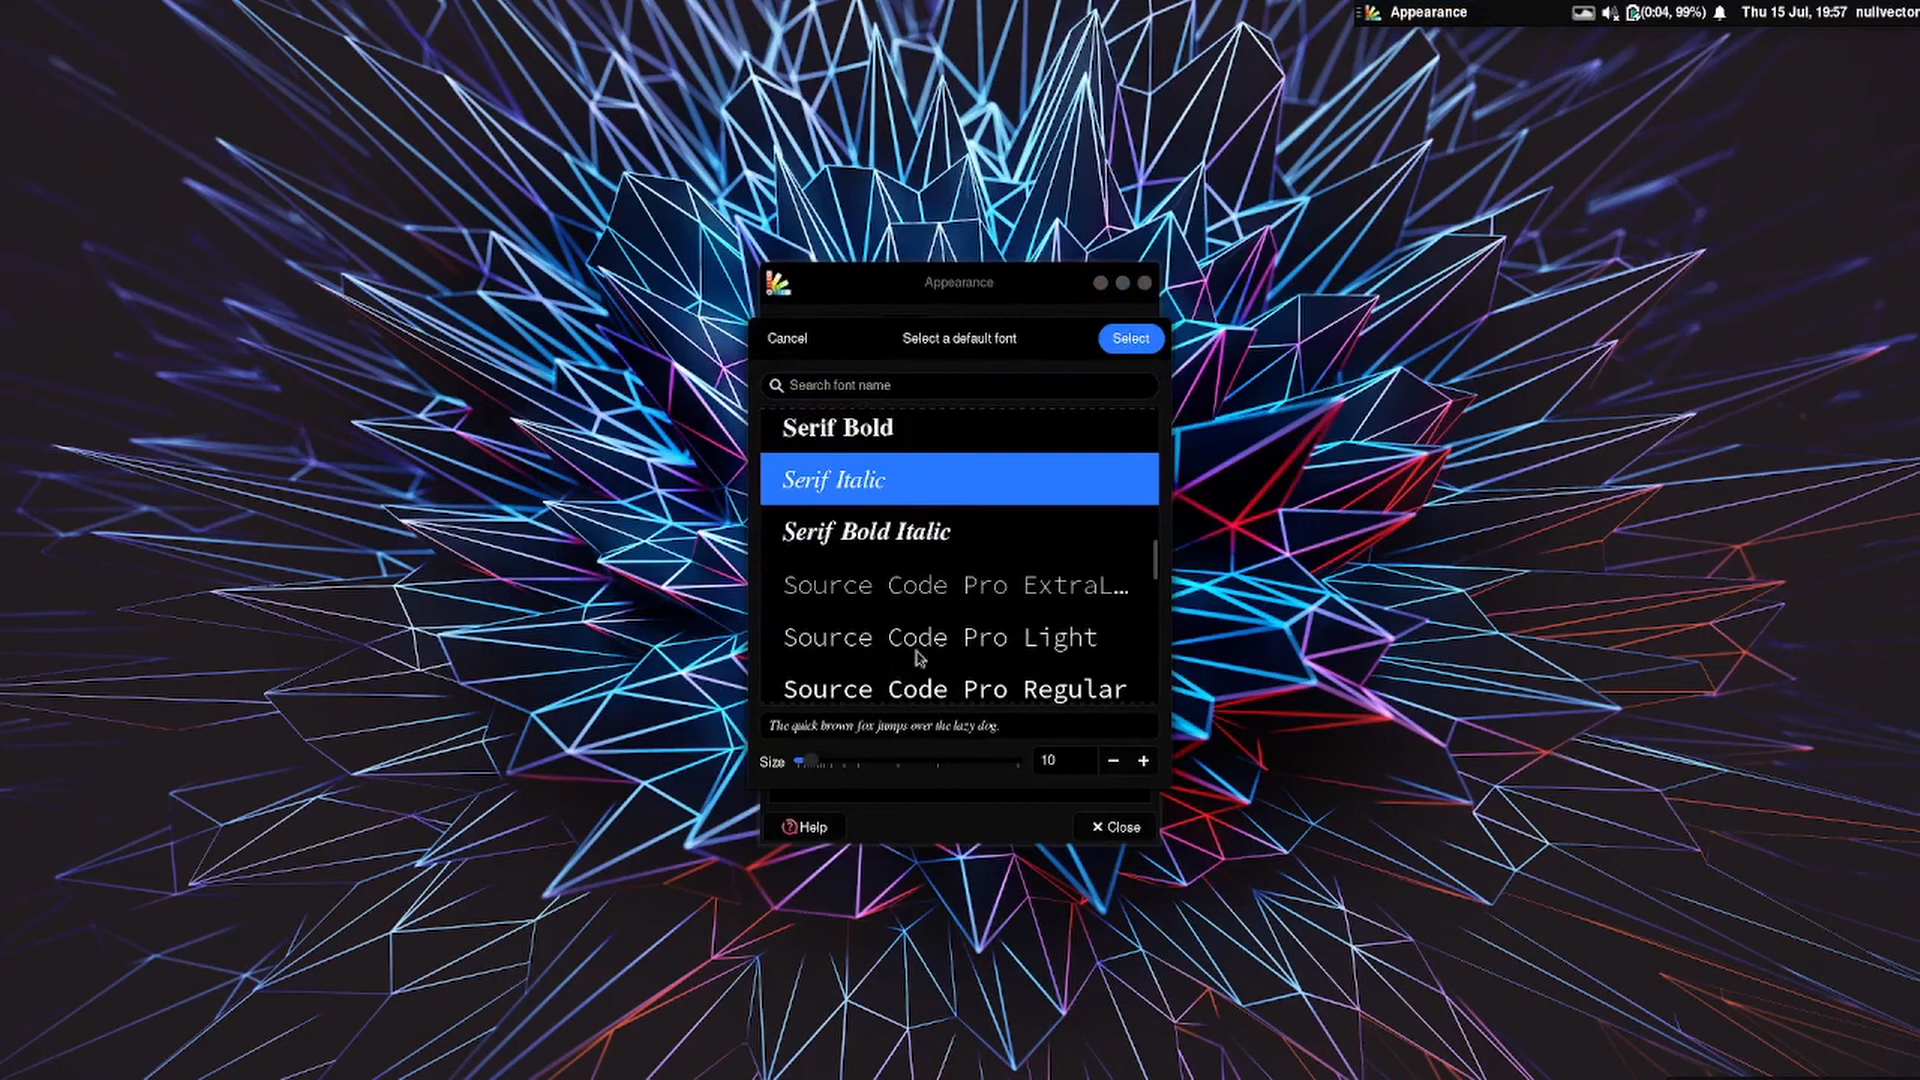 Appearance (0:04, 99%) Thu 15 Jul, 19:57 nullvector
Appearance
Cancel Select a default font Select
Search font name
Serif Bold
Serif Italic
Serif Bold Italic
Source Code Pro ExtraL…
Source Code Pro Light
Source Code Pro Regular
The quick brown fox jumps over the lazy dog.
Size 10 − +
Help × Close